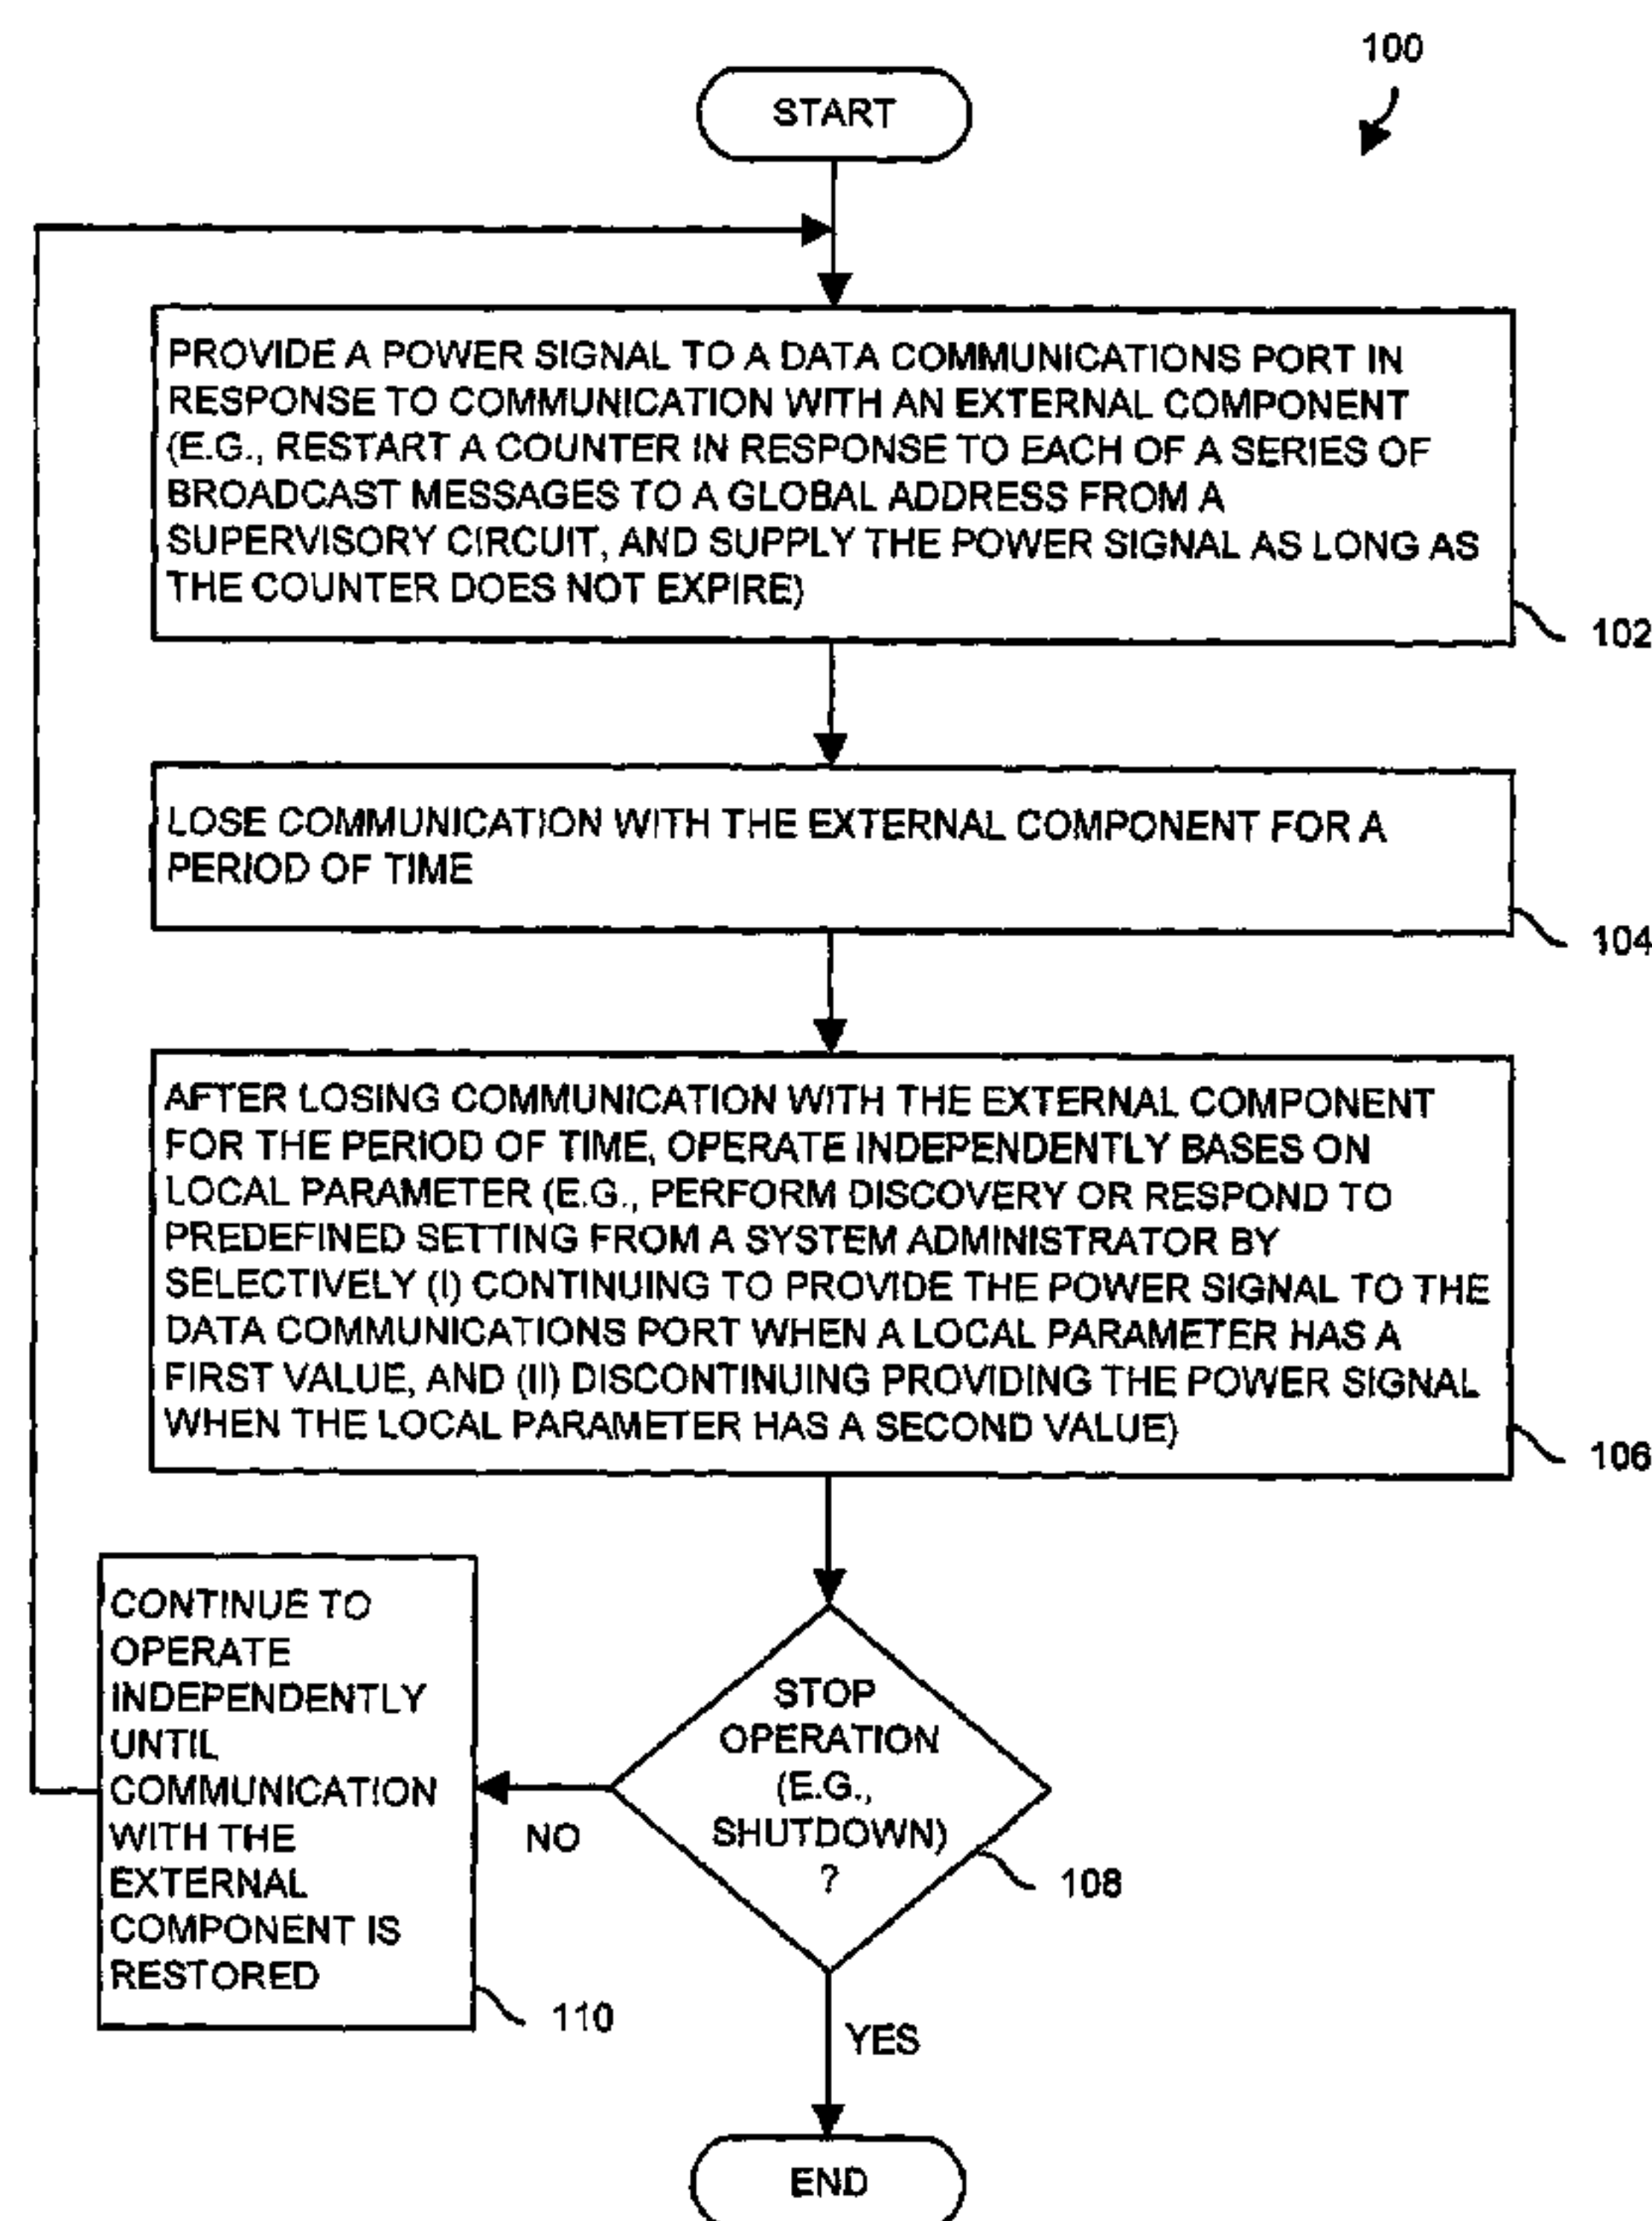 100
START
PROVIDE A POWER SIGNAL TO A DATA COMMUNICATIONS PORT IN
RESPONSE TO COMMUNICATION WITH AN EXTERNAL COMPONENT
(E.G., RESTART A COUNTER IN RESPONSE TO EACH OF A SERIES OF
BROADCAST MESSAGES TO A GLOBAL ADDRESS FROM A
SUPERVISORY CIRCUIT, AND SUPPLY THE POWER SIGNAL AS LONG AS
THE COUNTER DOES NOT EXPIRE)
102
LOSE COMMUNICATION WITH THE EXTERNAL COMPONENT FOR A
PERIOD OF TIME
104
AFTER LOSING COMMUNICATION WITH THE EXTERNAL COMPONENT
FOR THE PERIOD OF TIME, OPERATE INDEPENDENTLY BASES ON
LOCAL PARAMETER (E.G., PERFORM DISCOVERY OR RESPOND TO
PREDEFINED SETTING FROM A SYSTEM ADMINISTRATOR BY
SELECTIVELY (I) CONTINUING TO PROVIDE THE POWER SIGNAL TO THE
DATA COMMUNICATIONS PORT WHEN A LOCAL PARAMETER HAS A
FIRST VALUE, AND (II) DISCONTINUING PROVIDING THE POWER SIGNAL
WHEN THE LOCAL PARAMETER HAS A SECOND VALUE)
106
STOP
OPERATION
(E.G.,
SHUTDOWN)
?
108
NO
CONTINUE TO
OPERATE
INDEPENDENTLY
UNTIL
COMMUNICATION
WITH THE
EXTERNAL
COMPONENT IS
RESTORED
110
YES
END